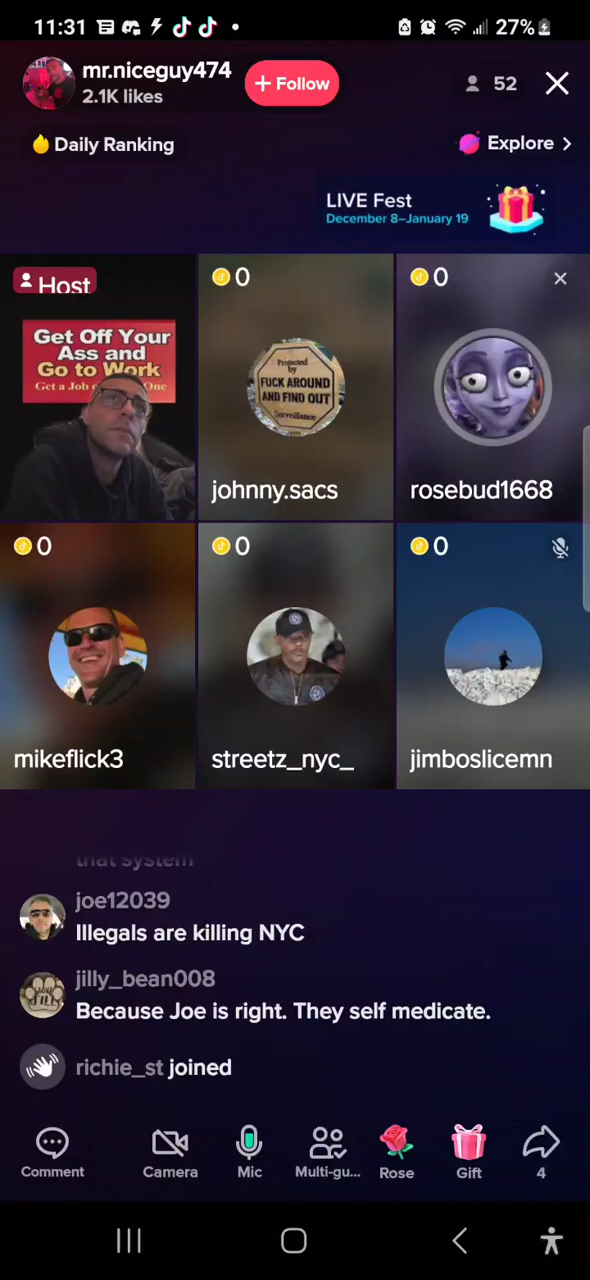 11:31
27%
mr.niceguy474
2.1K likes
+ Follow
52
Daily Ranking
Explore >
LIVE Fest
December 8–January 19
Host
Get Off Your
Ass and
Go to Work
Get a Job
One
0
Protected
by
FUCK AROUND
AND FIND OUT
Surveillance
johnny.sacs
0
rosebud1668
0
mikeflick3
0
streetz_nyc_
0
jimboslicemn
that system
joe12039
Illegals are killing NYC
jilly_bean008
Because Joe is right. They self medicate.
richie_st joined
Comment
Camera
Mic
Multi-gu...
Rose
Gift
4